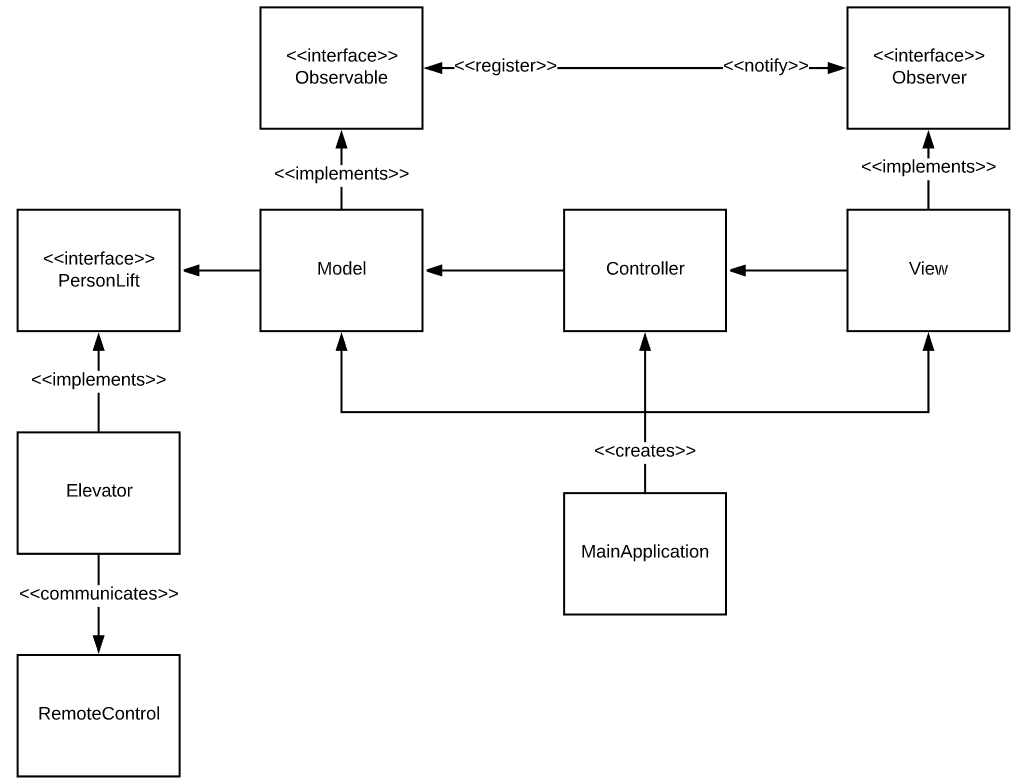 <<interface>>
Observable
<<register>>
<<notify>>
<<interface>>
Observer
<<implements>>
<<implements>>
<<interface>>
PersonLift
Model
Controller
View
<<implements>>
<<creates>>
Elevator
MainApplication
<<communicates>>
RemoteControl